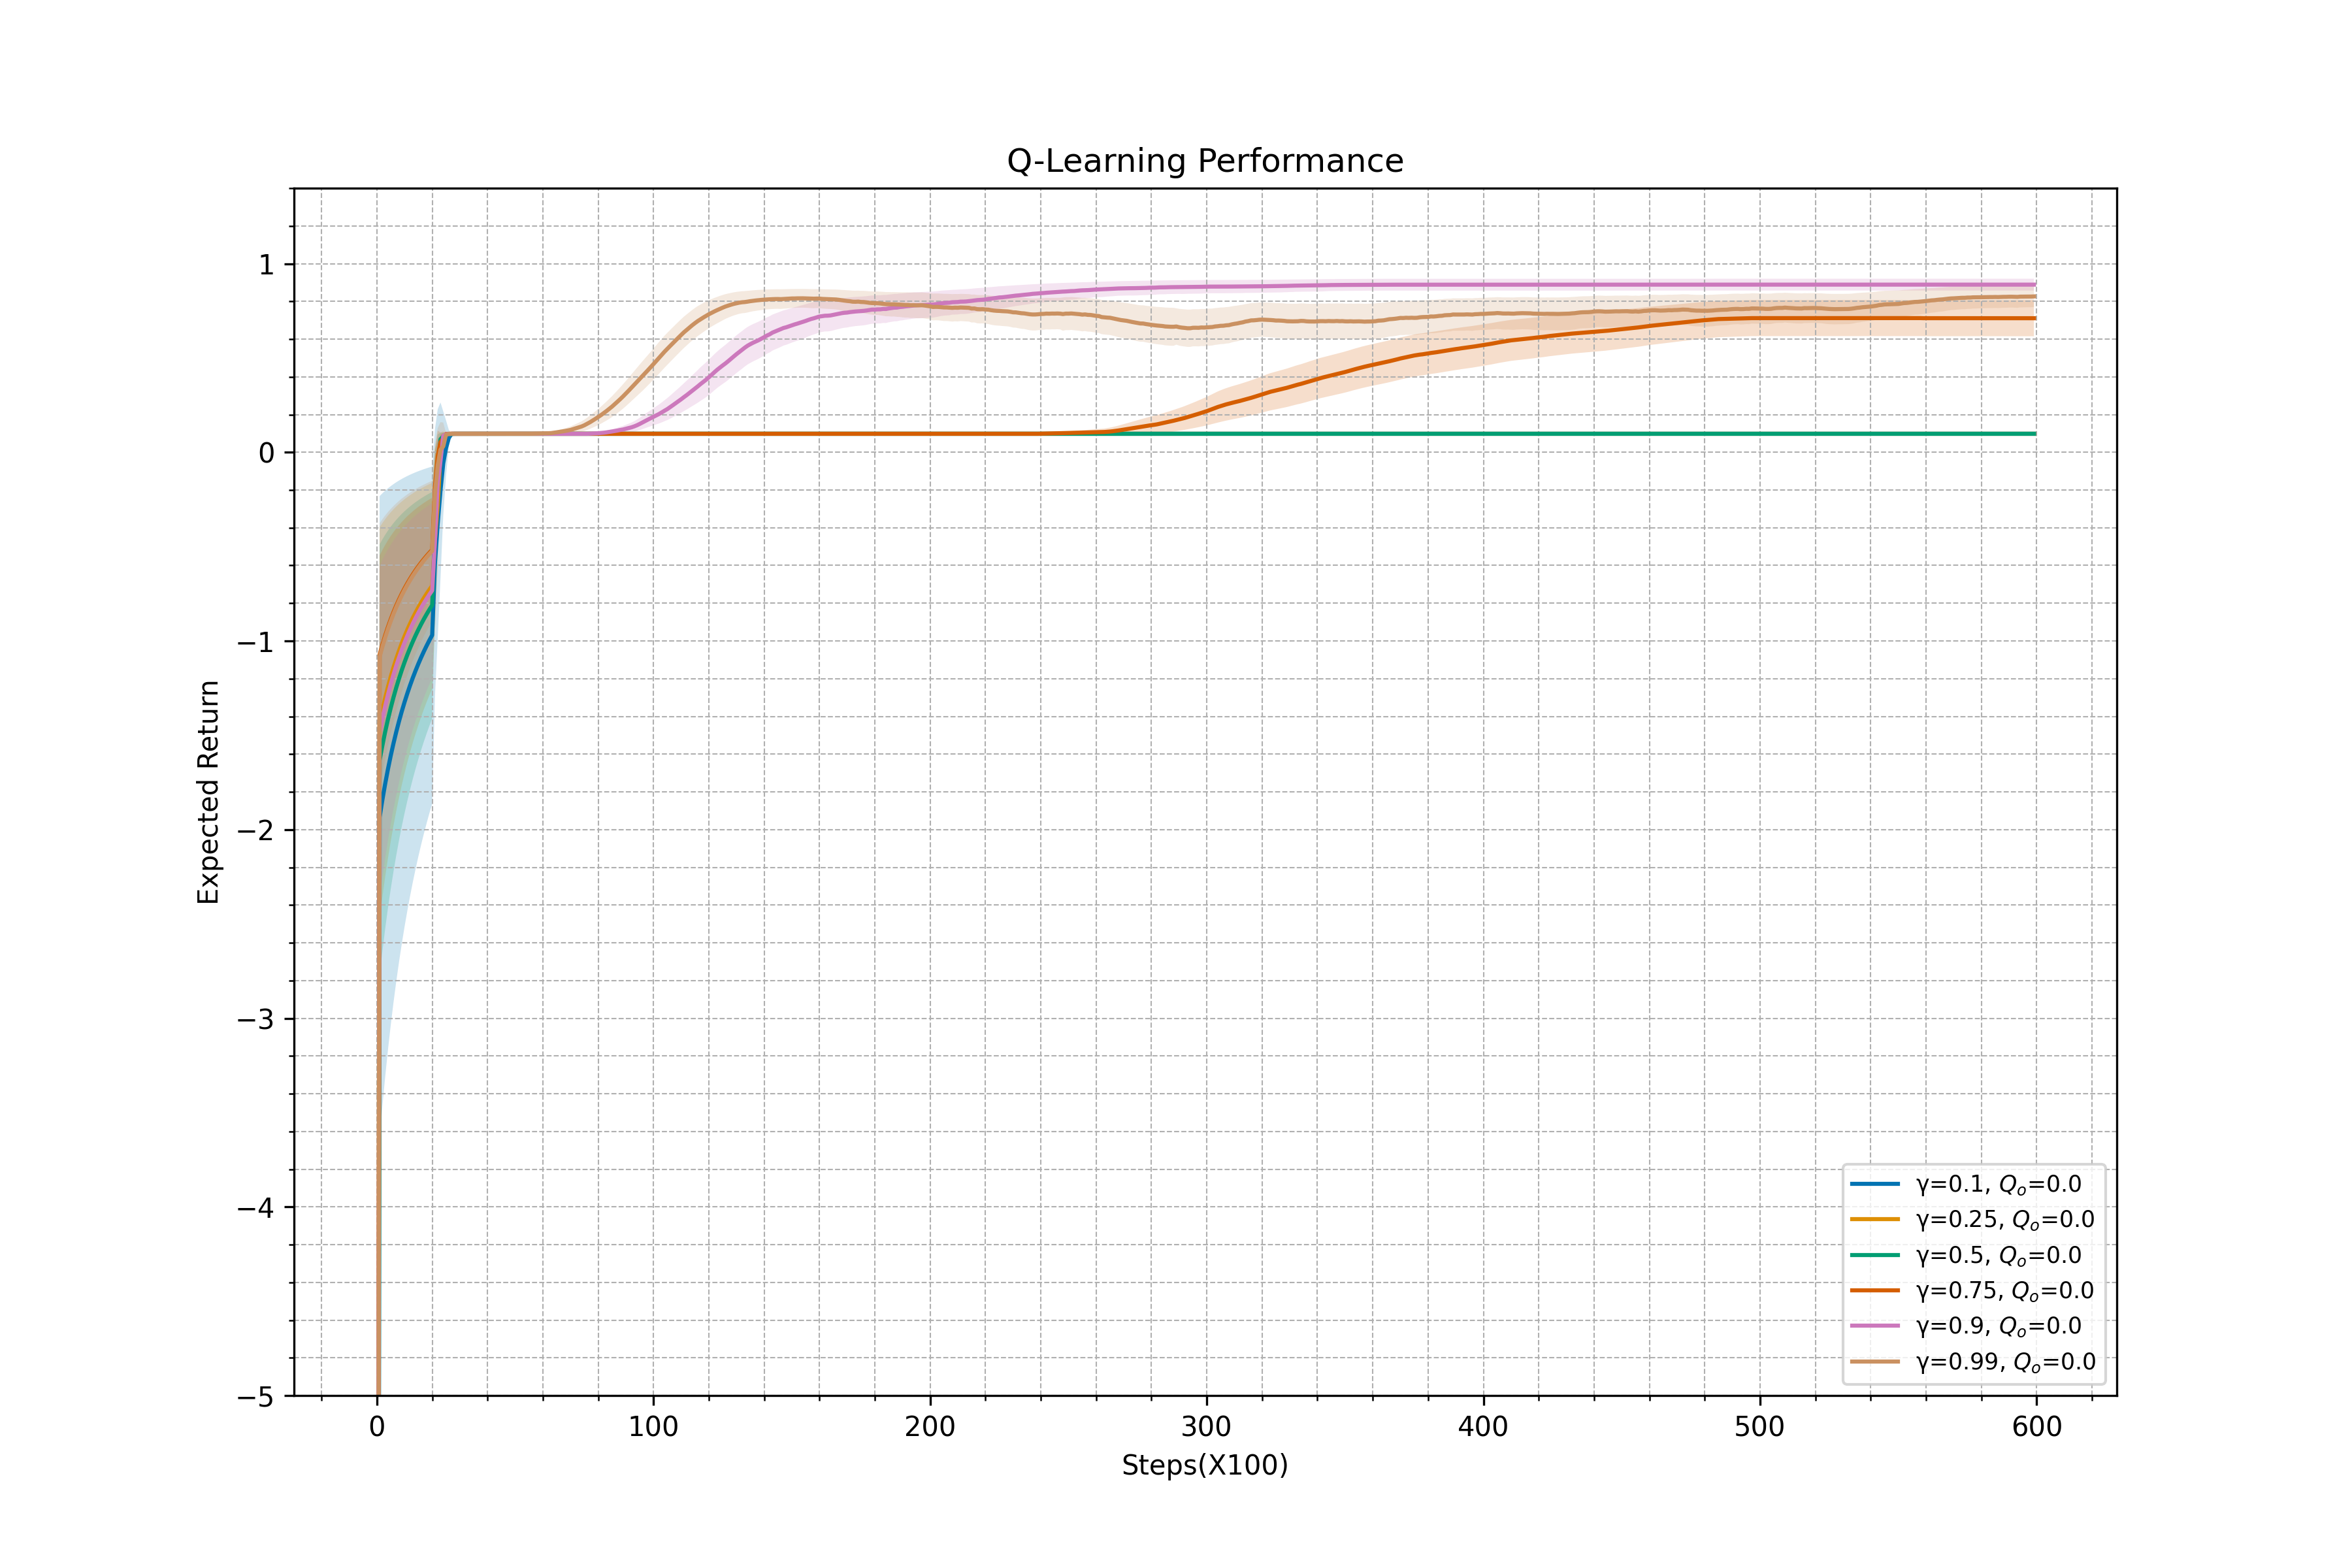 Q-Learning Performance
Expected Return
1
0
−1
−2
−3
−4
−5
0 100 200 300 400 500 600
Steps(X100)
γ=0.1, Qₒ=0.0
γ=0.25, Qₒ=0.0
γ=0.5, Qₒ=0.0
γ=0.75, Qₒ=0.0
γ=0.9, Qₒ=0.0
γ=0.99, Qₒ=0.0